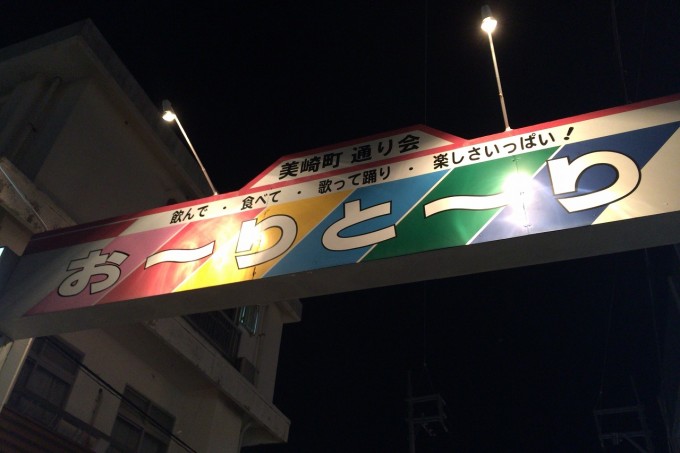 美崎町 通り会
飲んで・食べて・歌って踊り・楽しさいっぱい！
お〜りと〜り